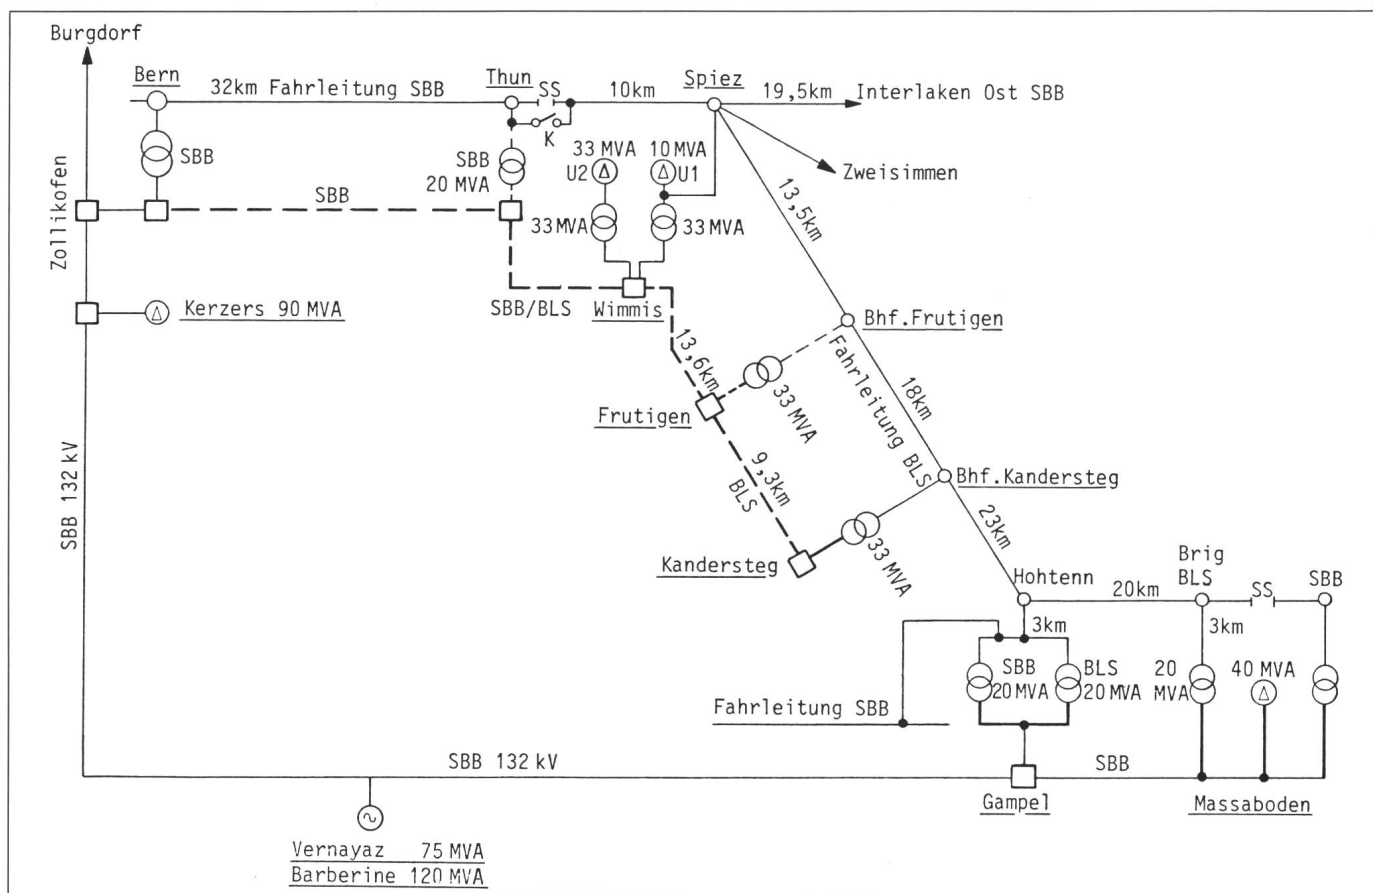 Burgdorf
Bern
32km Fahrleitung SBB
Thun
SS
10km
Spiez
19,5km
Interlaken Ost SBB
K
SBB
SBB
20 MVA
33 MVA
U2
10 MVA
U1
Zweisimmen
Zollikofen
SBB
33 MVA
33 MVA
13,5km
SBB/BLS
Wimmis
Kerzers 90 MVA
Bhf.Frutigen
13,6km
33 MVA
Fahrleitung BLS
18km
Frutigen
9,3km
BLS
SBB 132 kV
Bhf.Kandersteg
33 MVA
23km
Kandersteg
Hohtenn
20km
Brig
BLS
SS
SBB
3km
3km
SBB
20 MVA
BLS
20 MVA
20
MVA
40 MVA
Fahrleitung SBB
SBB 132 kV
SBB
Gampel
Massaboden
Vernayaz 75 MVA
Barberine 120 MVA